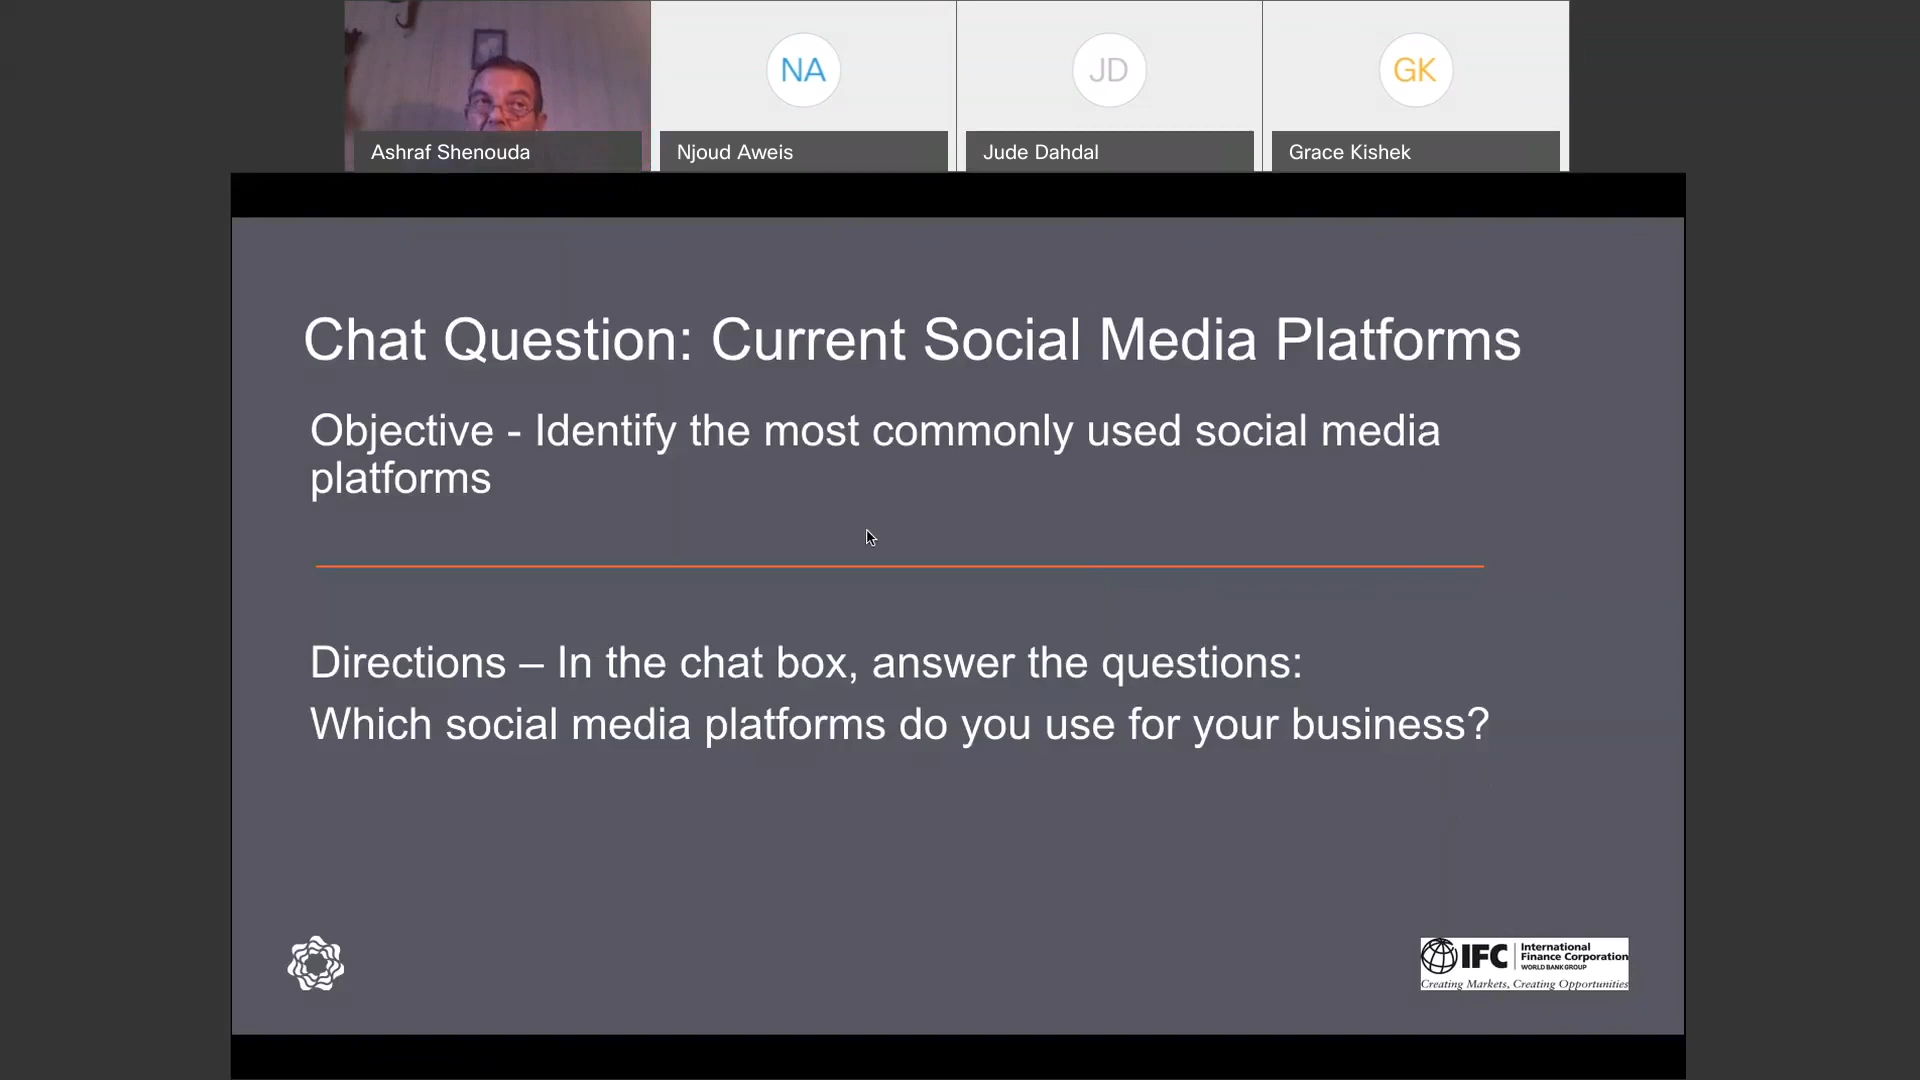 NA
JD
GK
Ashraf Shenouda
Njoud Aweis
Jude Dahdal
Grace Kishek
Chat Question: Current Social Media Platforms
Objective - Identify the most commonly used social media
platforms
Directions – In the chat box, answer the questions:
Which social media platforms do you use for your business?
IFC
International
Finance Corporation
WORLD BANK GROUP
Creating Markets, Creating Opportunities